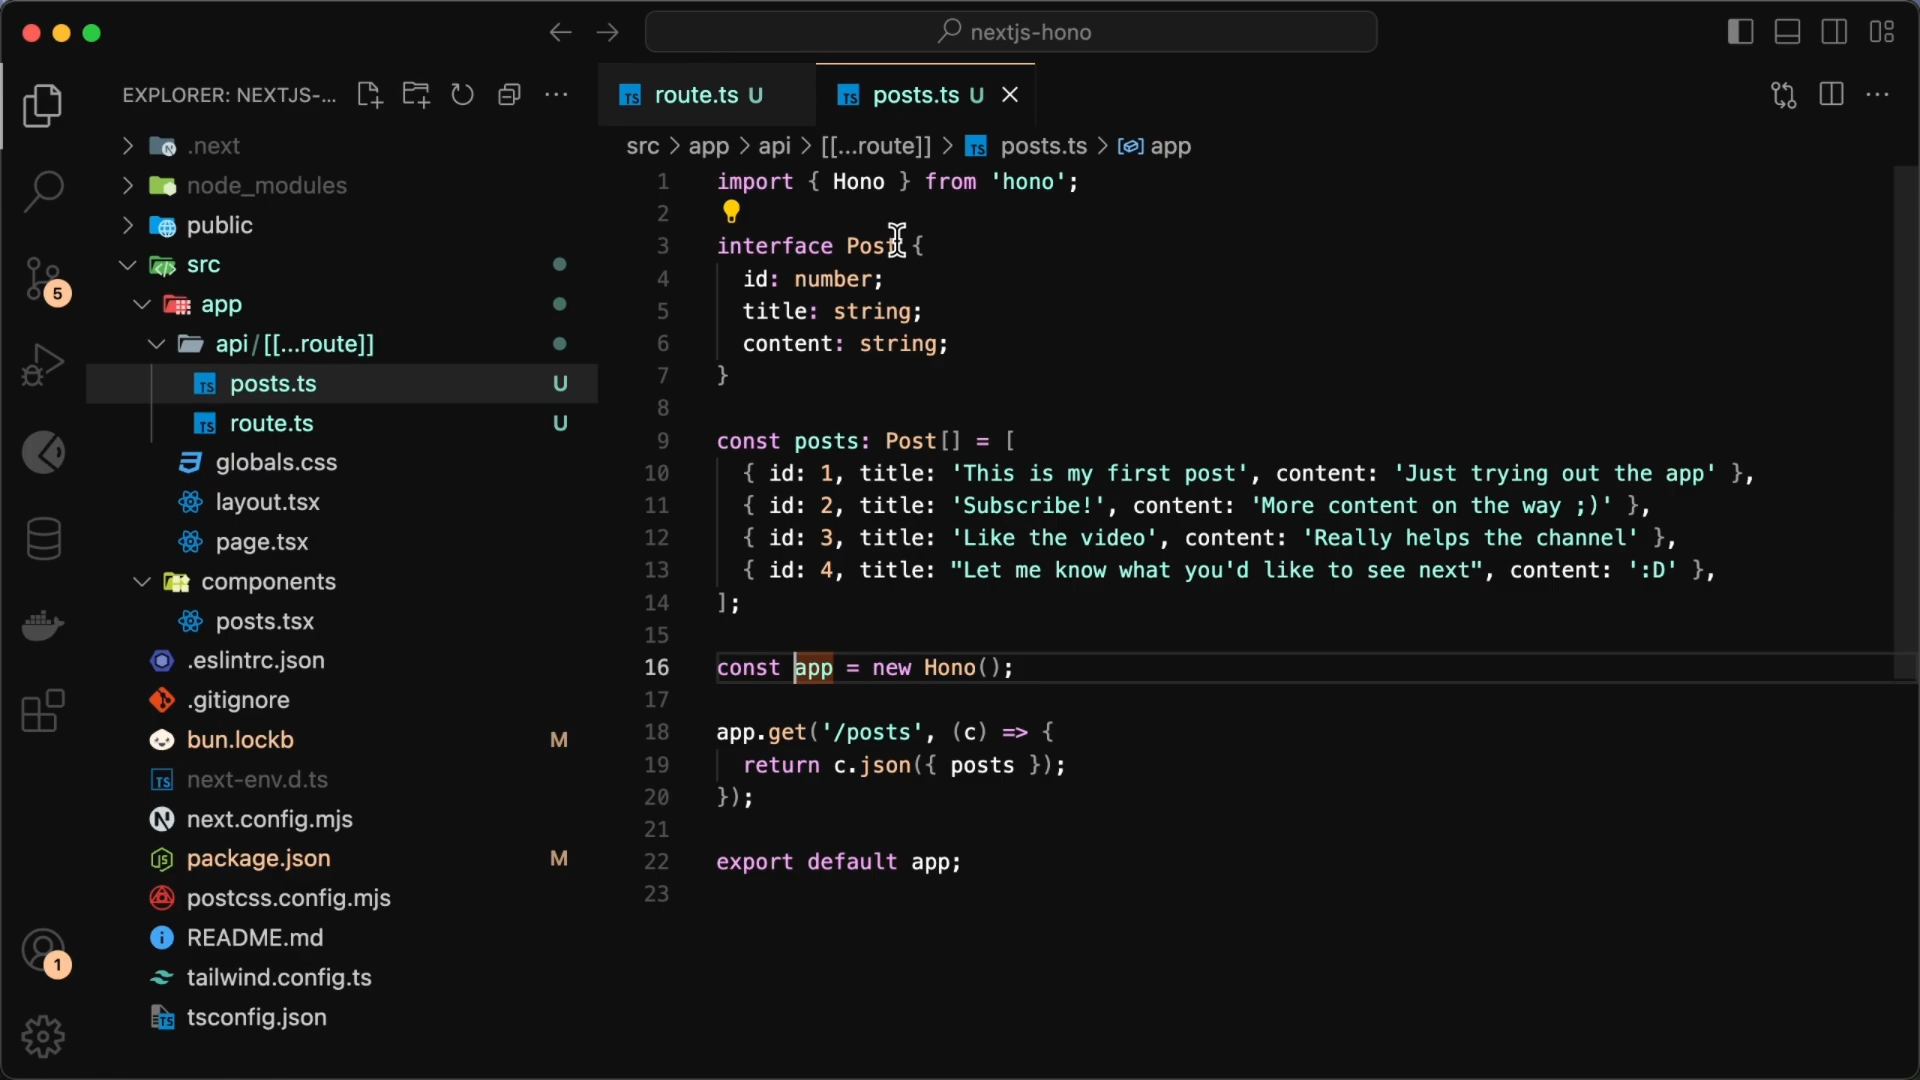 nextjs-hono
EXPLORER: NEXTJS-...
.next
node_modules
public
src
app
api/[[...route]]
posts.ts U
route.ts U
globals.css
layout.tsx
page.tsx
components
posts.tsx
.eslintrc.json
.gitignore
bun.lockb M
next-env.d.ts
next.config.mjs
package.json M
postcss.config.mjs
README.md
tailwind.config.ts
tsconfig.json
5
1
route.ts U
posts.ts U
src > app > api > [[...route]] > posts.ts > app
1 import { Hono } from 'hono';
2
3 interface Post {
4 id: number;
5 title: string;
6 content: string;
7 }
8
9 const posts: Post[] = [
10 { id: 1, title: 'This is my first post', content: 'Just trying out the app' },
11 { id: 2, title: 'Subscribe!', content: 'More content on the way ;)' },
12 { id: 3, title: 'Like the video', content: 'Really helps the channel' },
13 { id: 4, title: "Let me know what you'd like to see next", content: ':D' },
14 ];
15
16 const app = new Hono();
17
18 app.get('/posts', (c) => {
19 return c.json({ posts });
20 });
21
22 export default app;
23